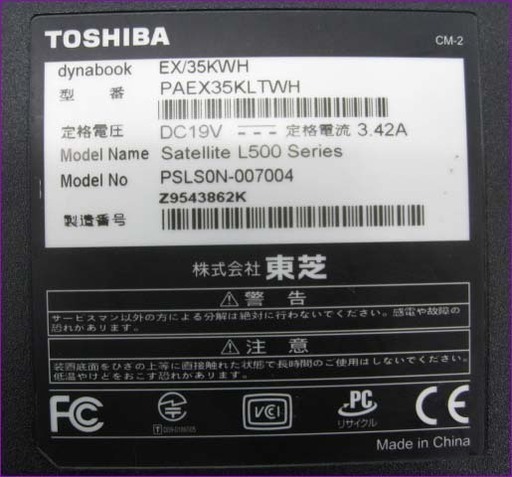 TOSHIBA
CM-2
dynabook EX/35KWH
型 番 PAEX35KLTWH
定格電圧 DC19V 定格電流 3.42A
Model Name Satellite L500 Series
Model No PSLS0N-007004
Z9543862K
製造番号
株式会社 東芝
警 告
サービスマン以外の方による分解は絶対に行わないでください。感電や故障の
恐れがあります。
注 意
装置底面をひざの上等に直接触れた状態で長時間のご使用はしないでください。
低温やけどをおこす恐れがあります。
FC
VCI
PC
リサイクル
CE
Made in China